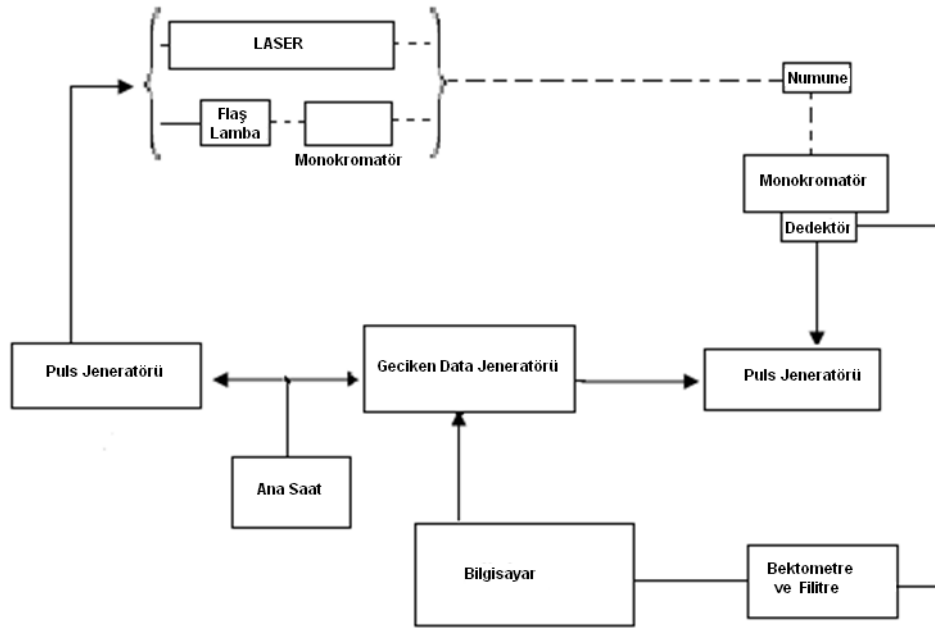 LASER
Flaş
Lamba
Monokromatör
Numune
Monokromatör
Dedektör
Puls Jeneratörü
Geciken Data Jeneratörü
Puls Jeneratörü
Ana Saat
Bilgisayar
Bektometre
ve Filitre